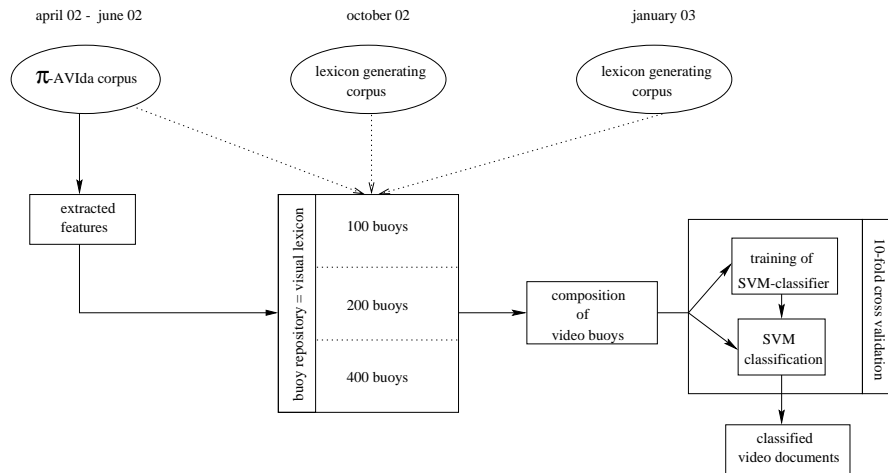 april 02 - june 02
october 02
january 03
π-AVIda corpus
lexicon generating
corpus
lexicon generating
corpus
extracted
features
buoy repository = visual lexicon
100 buoys
200 buoys
400 buoys
composition
of
video buoys
training of
SVM-classifier
SVM
classification
10-fold cross validation
classified
video documents